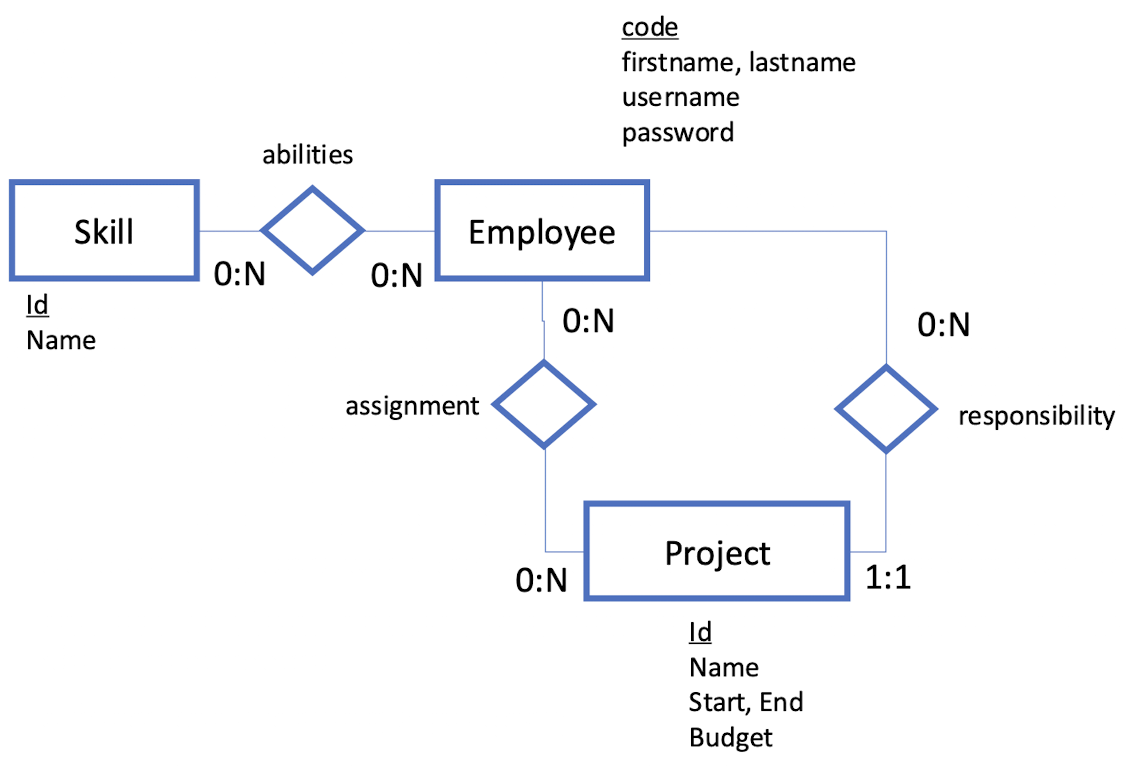 code
firstname, lastname
username
password
abilities
Skill
Employee
0:N
0:N
Id
Name
0:N
0:N
assignment
responsibility
Project
0:N
1:1
Id
Name
Start, End
Budget